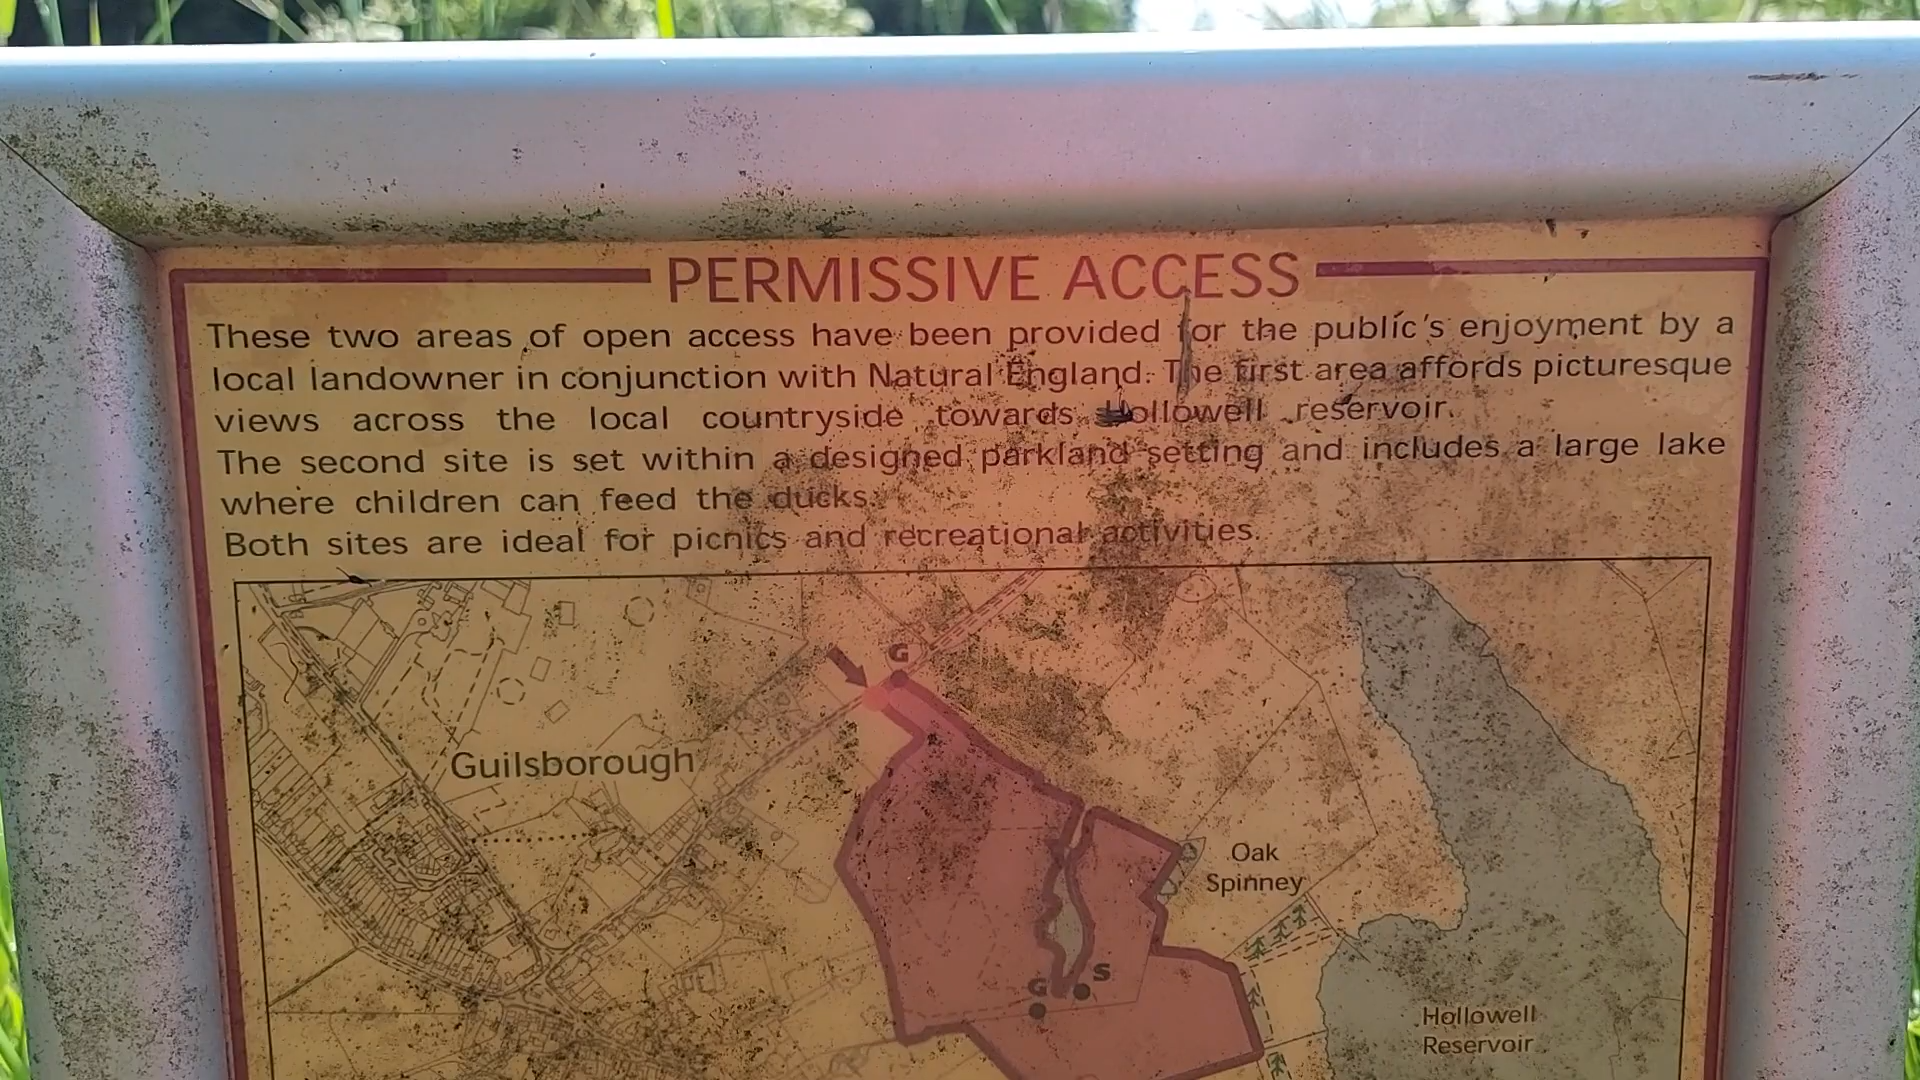 PERMISSIVE ACCESS
These two areas of open access have been provided for the public's enjoyment by a
local landowner in conjunction with Natural England. The first area affords picturesque
views across the local countryside towards Hollowell reservoir.
The second site is set within a designed parkland setting and includes a large lake
where children can feed the ducks.
Both sites are ideal for picnics and recreational activities.
G
Guilsborough
Oak
Spinney
S
G
Hollowell
Reservoir